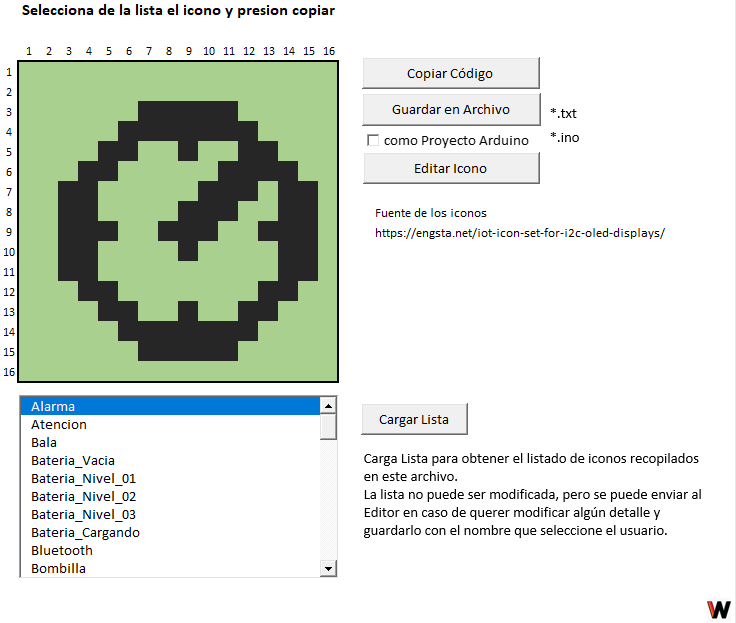 Selecciona de la lista el icono y presion copiar
1 2 3 4 5 6 7 8 9 10 11 12 13 14 15 16
1
2
3
4
5
6
7
8
9
10
11
12
13
14
15
16
Copiar Código
Guardar en Archivo
*.txt
como Proyecto Arduino
*.ino
Editar Icono
Fuente de los iconos
https://engsta.net/iot-icon-set-for-i2c-oled-displays/
Alarma
Atencion
Bala
Bateria_Vacia
Bateria_Nivel_01
Bateria_Nivel_02
Bateria_Nivel_03
Bateria_Cargando
Bluetooth
Bombilla
Cargar Lista
Carga Lista para obtener el listado de iconos recopilados
en este archivo.
La lista no puede ser modificada, pero se puede enviar al
Editor en caso de querer modificar algún detalle y
guardarlo con el nombre que seleccione el usuario.
W